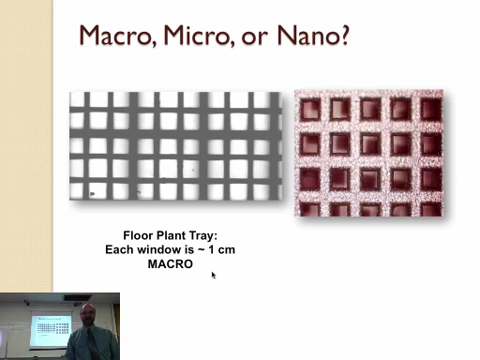 Macro, Micro, or Nano?
Floor Plant Tray:
Each window is ~ 1 cm
MACRO